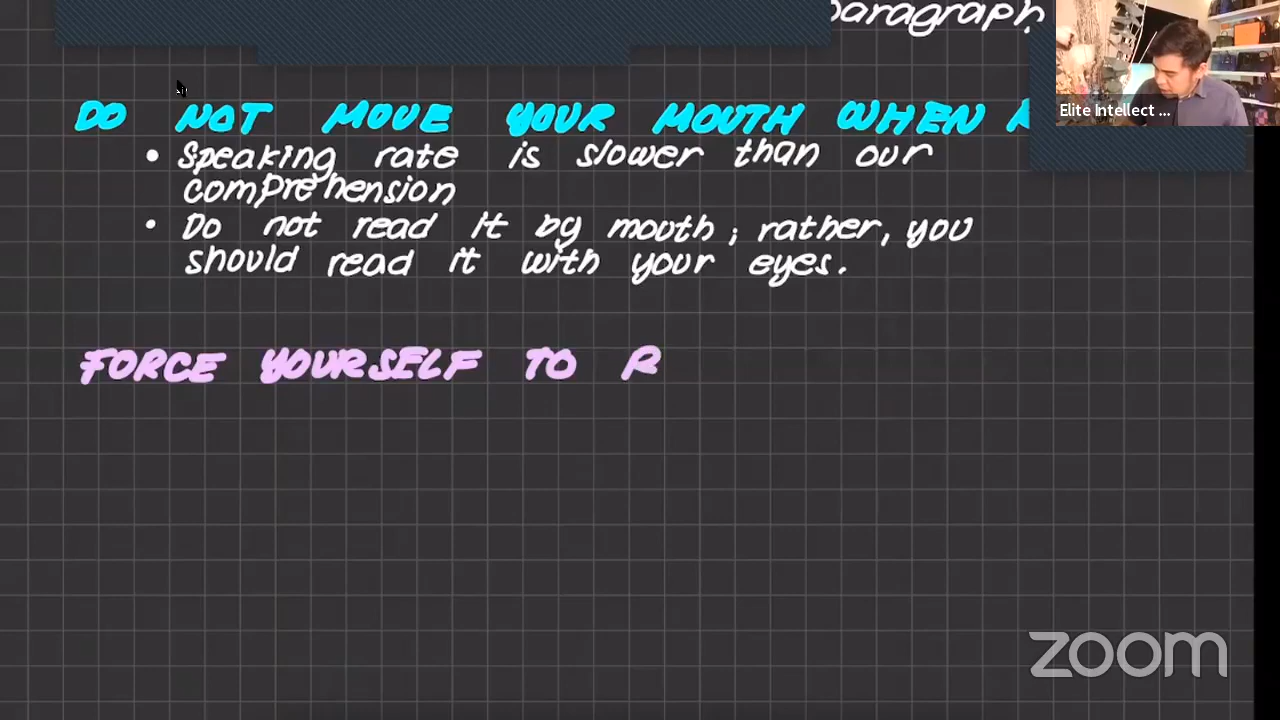 paragraph
Elite Intellect ...
DO NOT MOVE YOUR MOUTH WHEN
• Speaking rate is slower than our
comprehension
• Do not read it by mouth; rather, you
should read it with your eyes.
FORCE YOURSELF TO R
zoom